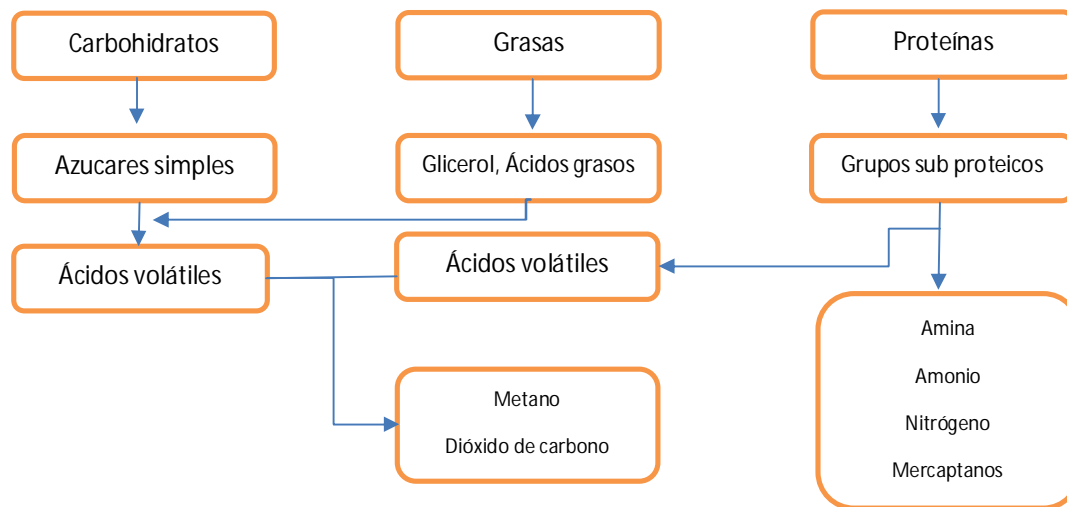 Carbohidratos
Grasas
Proteínas
Azucares simples
Glicerol, Ácidos grasos
Grupos sub proteicos
Ácidos volátiles
Ácidos volátiles
Amina
Amonio
Nitrógeno
Mercaptanos
Metano
Dióxido de carbono